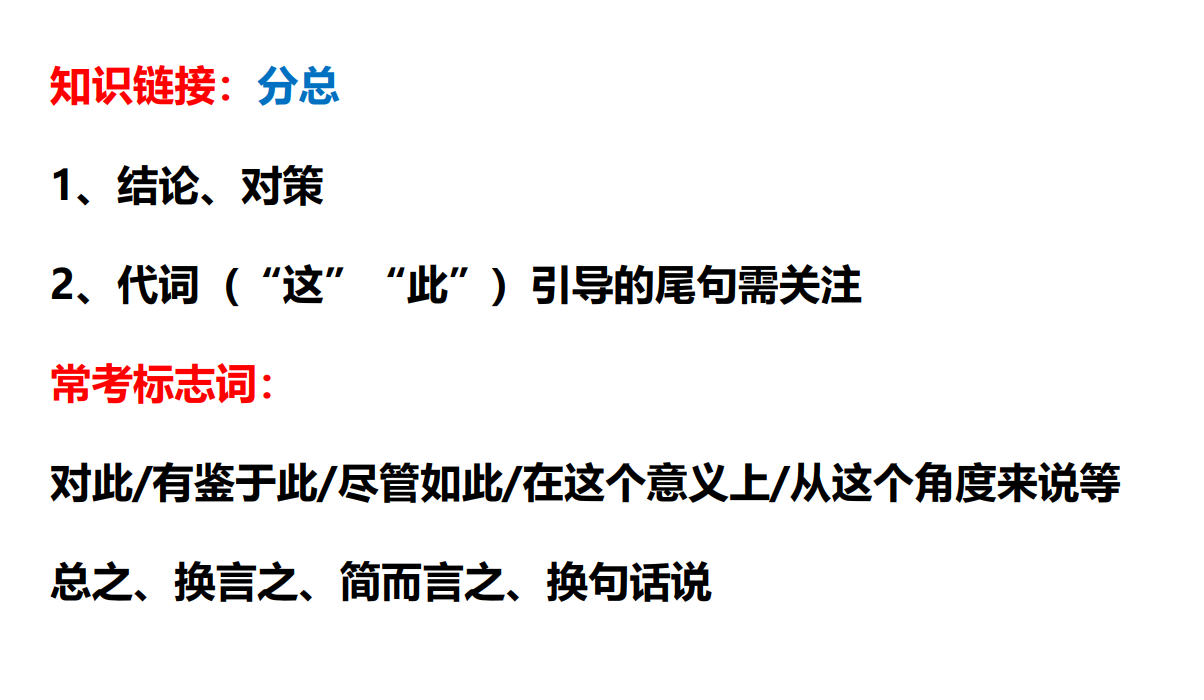 知识链接：分总
1、结论、对策
2、代词（“这”“此”）引导的尾句需关注
常考标志词：
对此/有鉴于此/尽管如此/在这个意义上/从这个角度来说等
总之、换言之、简而言之、换句话说